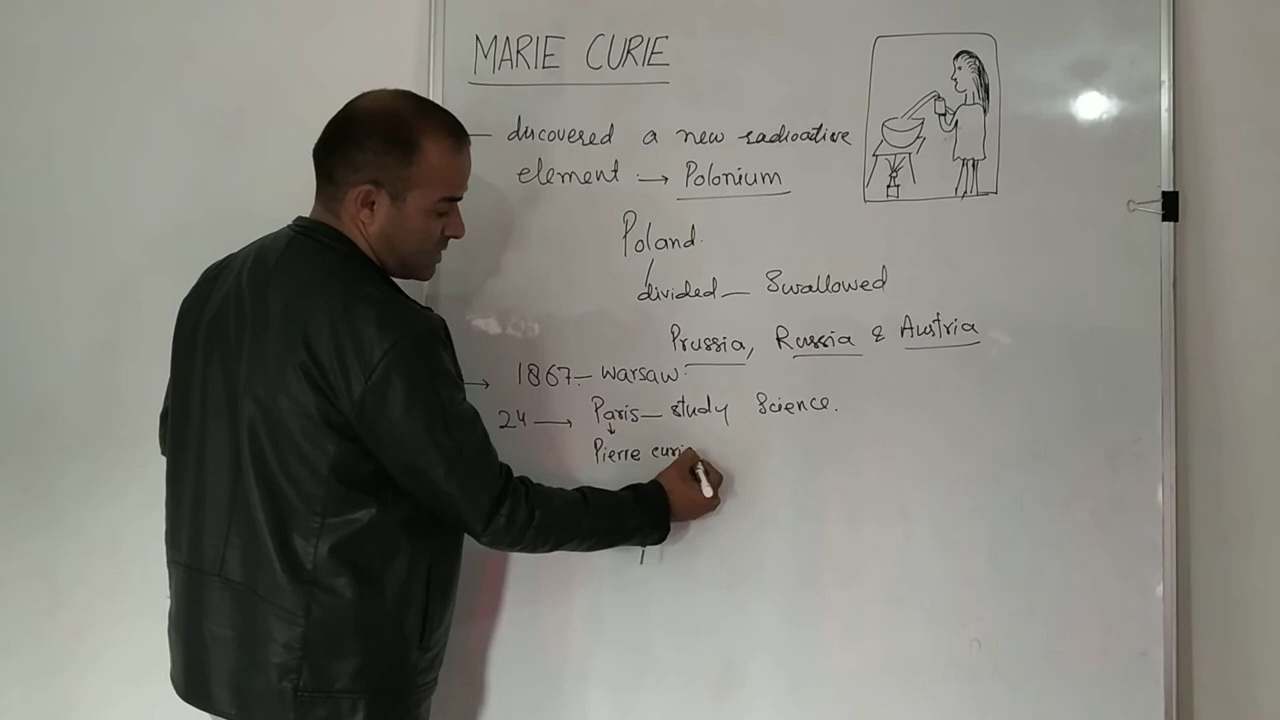 MARIE CURIE
— discovered a new radioactive
element → Polonium
Poland.
divided — Swallowed
Prussia, Russia & Austria
→ 1867 — Warsaw.
24 → Paris — study Science.
↓
Pierre curi